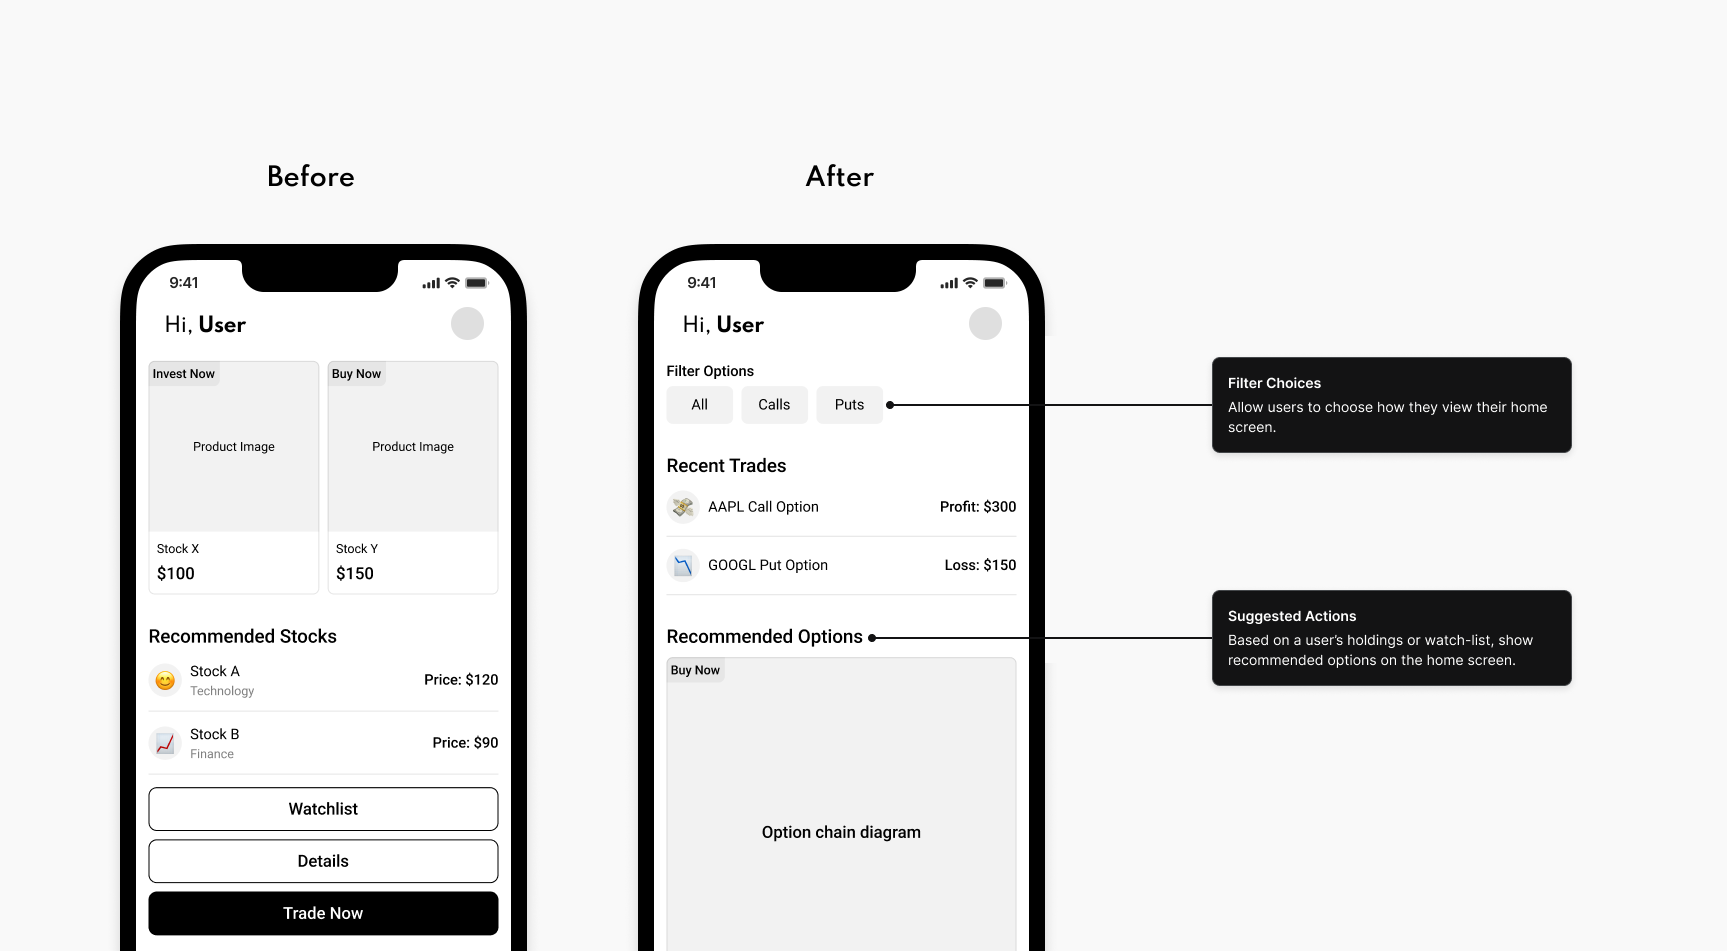 Before
9:41
Hi, User
Invest Now
Product Image
Stock X
$100
Buy Now
Product Image
Stock Y
$150
Recommended Stocks
Stock A
Technology
Price: $120
Stock B
Finance
Price: $90
Watchlist
Details
Trade Now
After
9:41
Hi, User
Filter Options
All
Calls
Puts
Recent Trades
AAPL Call Option
Profit: $300
GOOGL Put Option
Loss: $150
Recommended Options
Buy Now
Option chain diagram
Filter Choices
Allow users to choose how they view their home
screen.
Suggested Actions
Based on a user’s holdings or watch-list, show
recommended options on the home screen.